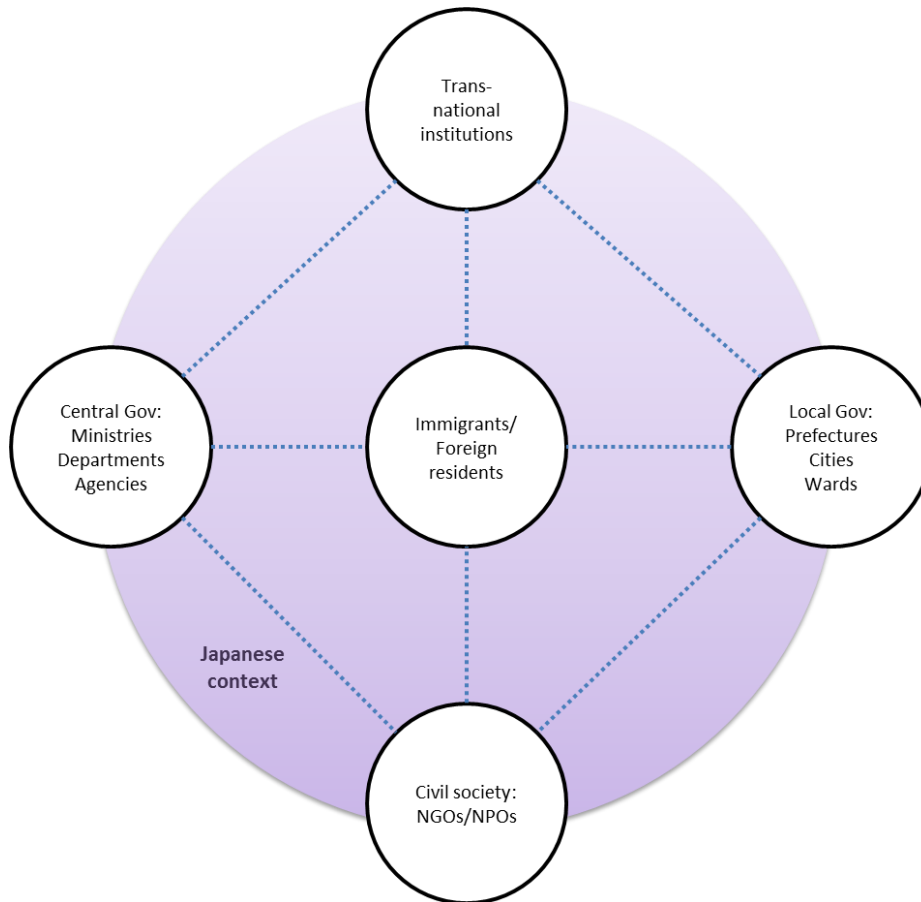 Trans-
national
institutions
Central Gov:
Ministries
Departments
Agencies
Immigrants/
Foreign
residents
Local Gov:
Prefectures
Cities
Wards
Japanese
context
Civil society:
NGOs/NPOs